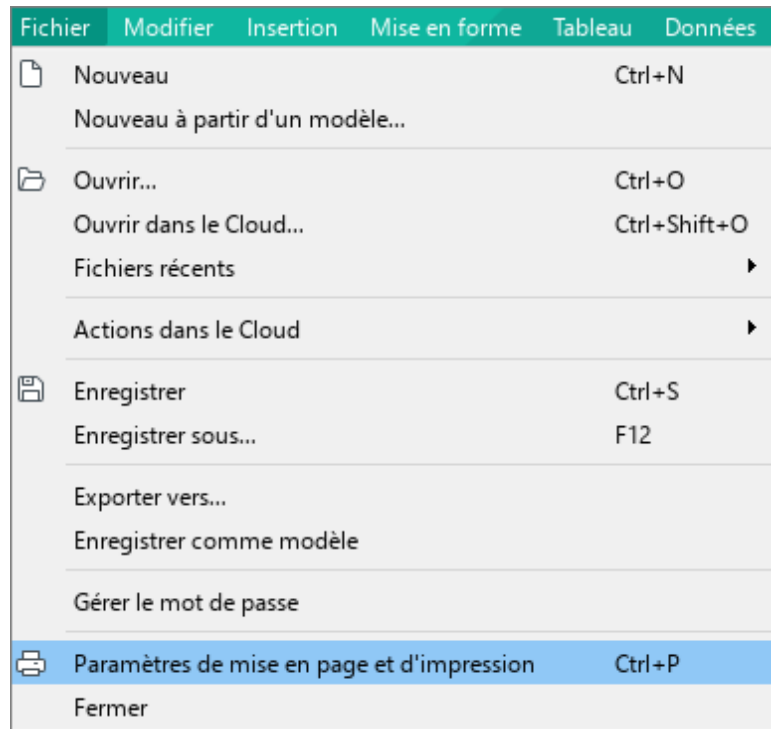 Fichier Modifier Insertion Mise en forme Tableau Données
Nouveau Ctrl+N
Nouveau à partir d'un modèle...
Ouvrir... Ctrl+O
Ouvrir dans le Cloud... Ctrl+Shift+O
Fichiers récents
Actions dans le Cloud
Enregistrer Ctrl+S
Enregistrer sous... F12
Exporter vers...
Enregistrer comme modèle
Gérer le mot de passe
Paramètres de mise en page et d'impression Ctrl+P
Fermer